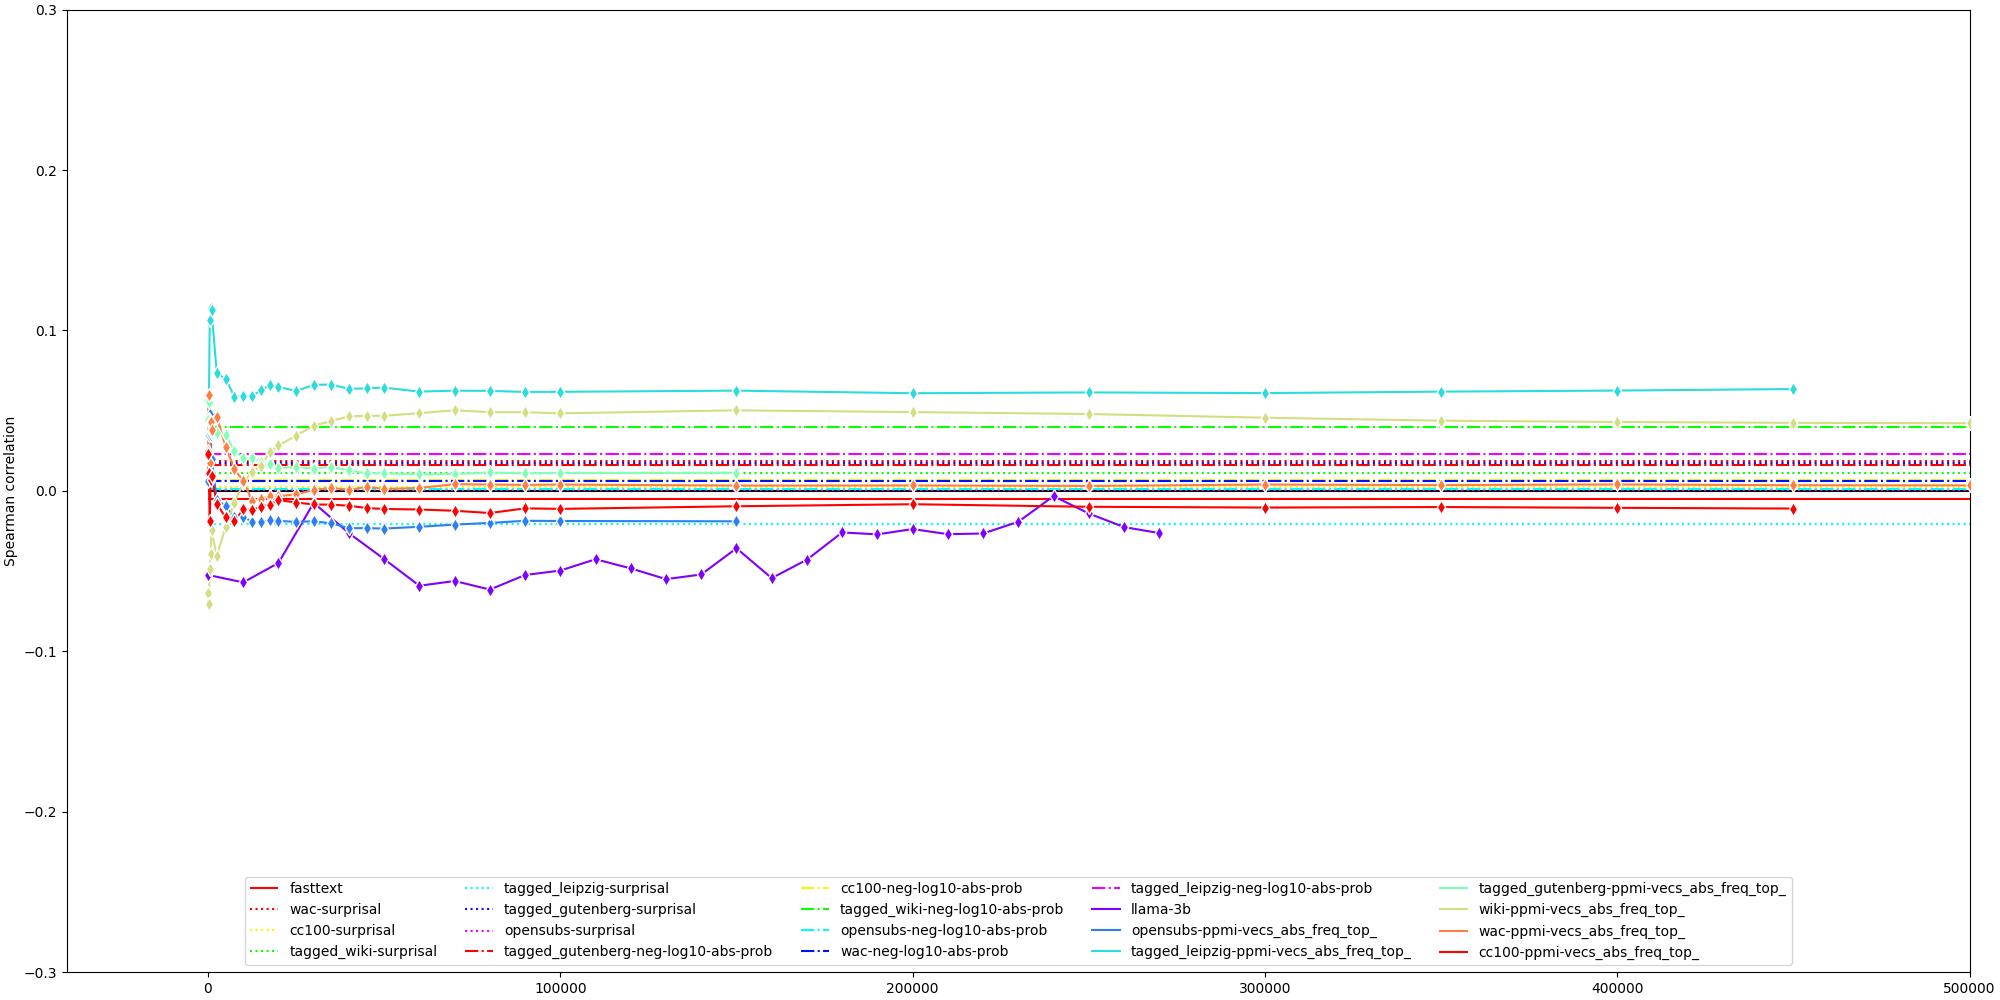 0.3
0.2
0.1
0.0
−0.1
−0.2
−0.3
Spearman correlation
0
100000
200000
300000
400000
500000
fasttext
wac-surprisal
cc100-surprisal
tagged_wiki-surprisal
tagged_leipzig-surprisal
tagged_gutenberg-surprisal
opensubs-surprisal
tagged_gutenberg-neg-log10-abs-prob
cc100-neg-log10-abs-prob
tagged_wiki-neg-log10-abs-prob
opensubs-neg-log10-abs-prob
wac-neg-log10-abs-prob
tagged_leipzig-neg-log10-abs-prob
llama-3b
opensubs-ppmi-vecs_abs_freq_top_
tagged_leipzig-ppmi-vecs_abs_freq_top_
tagged_gutenberg-ppmi-vecs_abs_freq_top_
wiki-ppmi-vecs_abs_freq_top_
wac-ppmi-vecs_abs_freq_top_
cc100-ppmi-vecs_abs_freq_top_